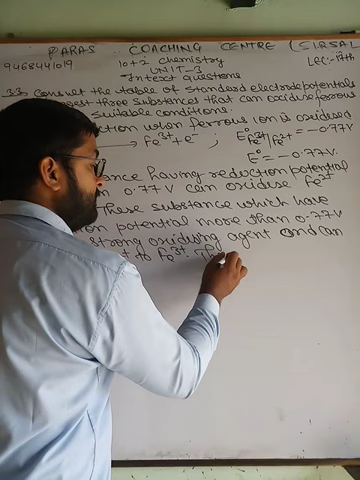 PARAS COACHING CENTRE (SIRSA)
9468441019 10+2 chemistry Lec:-17th
UNIT-3
Intext questions
3.3. consult the table of standard electrode potentials
three substances that can oxidise ferrous
suitable conditions.
when ferrous ion is oxidised
→ Fe3+ + e-, E°Fe3+/Fe2+ = -0.77V
E° = -0.77V.
having reduction potential
0.77V can oxidise Fe2+
These substance which have
potential more than 0.77V
strong oxidising agent and can
to Fe3+.